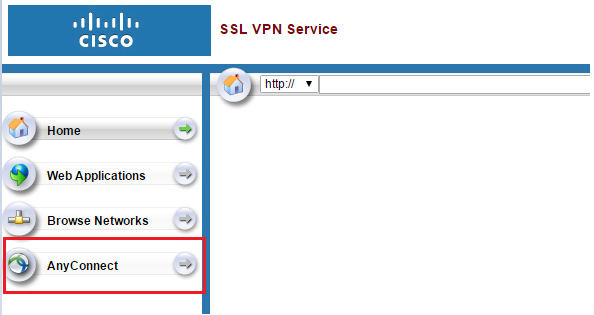 CISCO
SSL VPN Service
http://
Home
Web Applications
Browse Networks
AnyConnect